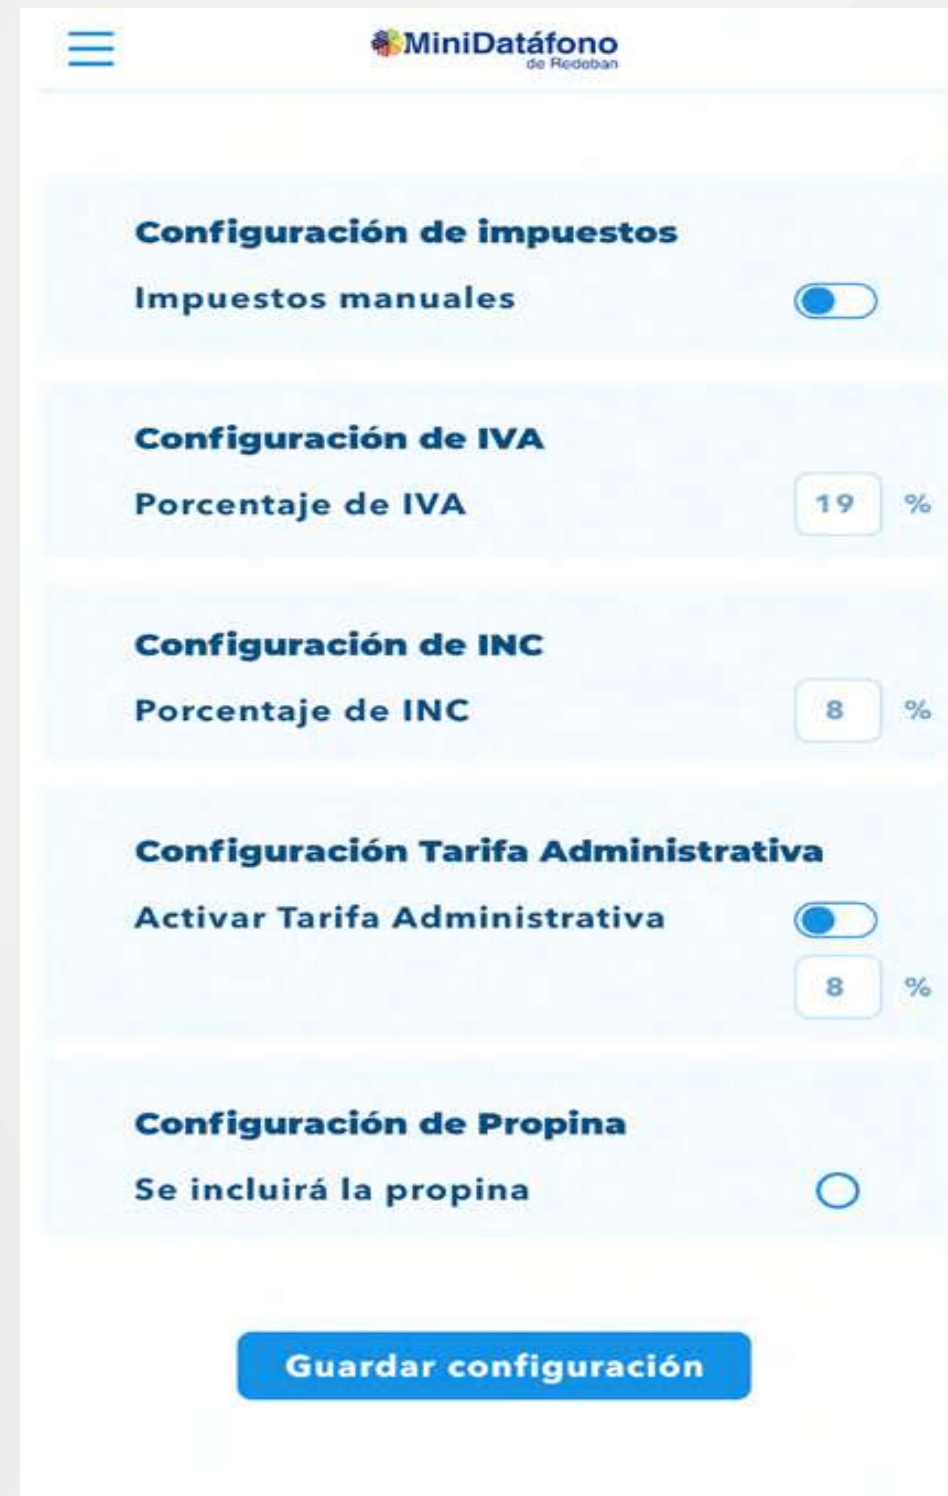 MiniDatáfono
de Redeban
Configuración de impuestos
Impuestos manuales
Configuración de IVA
Porcentaje de IVA 19 %
Configuración de INC
Porcentaje de INC 8 %
Configuración Tarifa Administrativa
Activar Tarifa Administrativa
8 %
Configuración de Propina
Se incluirá la propina
Guardar configuración